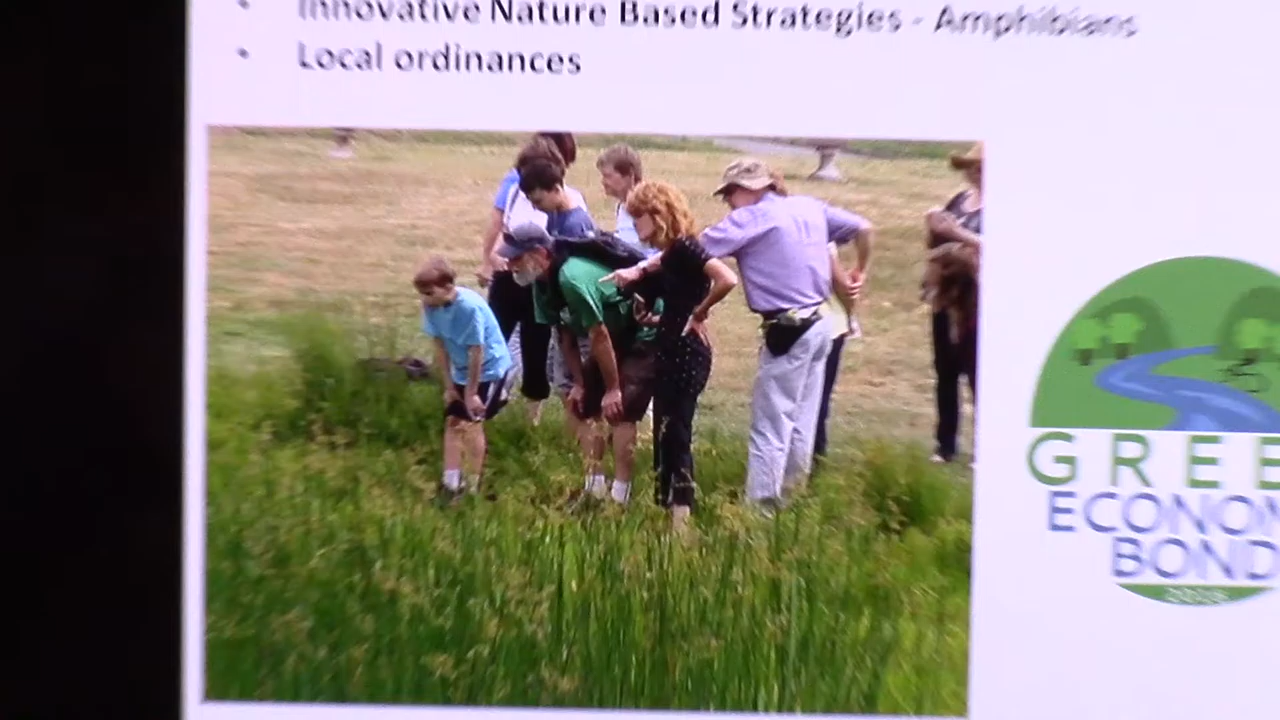 • Innovative Nature Based Strategies - Amphibians
• Local ordinances
GREE
ECONOM
BOND